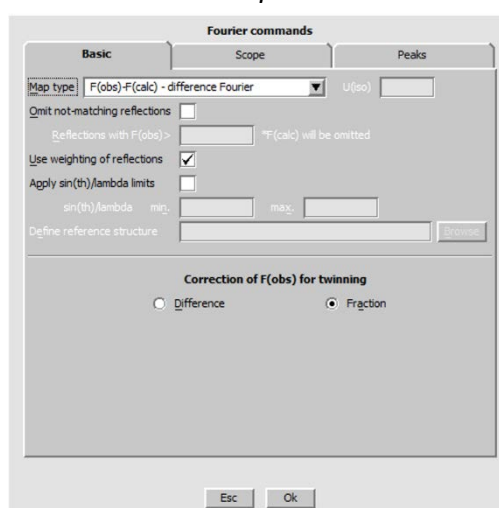 Fourier commands
Basic Scope Peaks
Map type F(obs)-F(calc) - difference Fourier U(iso)
Omit not-matching reflections
Reflections with F(obs)> *F(calc) will be omitted
Use weighting of reflections
Apply sin(th)/lambda limits
sin(th)/lambda min. max.
Define reference structure Browse
Correction of F(obs) for twinning
Difference Fraction
Esc Ok